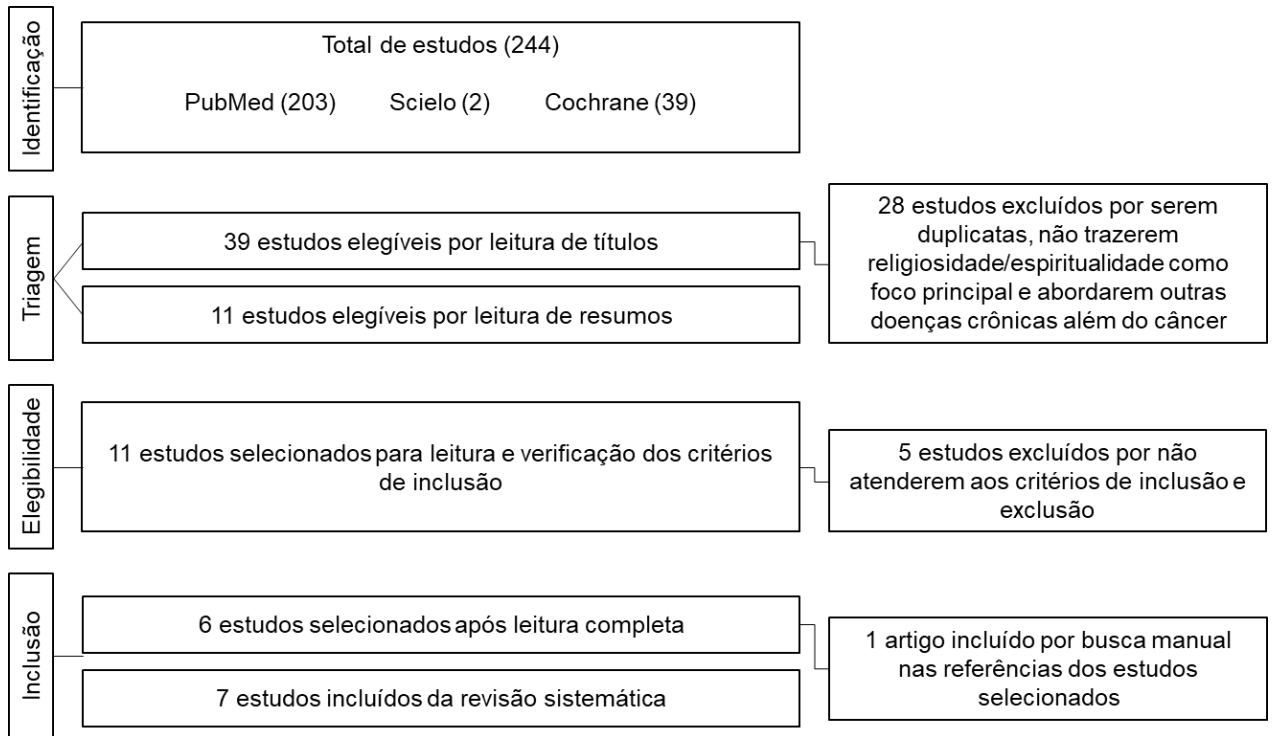 Identificação
Total de estudos (244)
PubMed (203) Scielo (2) Cochrane (39)
Triagem
39 estudos elegíveis por leitura de títulos
11 estudos elegíveis por leitura de resumos
28 estudos excluídos por serem
duplicatas, não trazerem
religiosidade/espiritualidade como
foco principal e abordarem outras
doenças crônicas além do câncer
Elegibilidade
11 estudos selecionados para leitura e verificação dos critérios
de inclusão
5 estudos excluídos por não
atenderem aos critérios de inclusão e
exclusão
Inclusão
6 estudos selecionados após leitura completa
7 estudos incluídos da revisão sistemática
1 artigo incluído por busca manual
nas referências dos estudos
selecionados